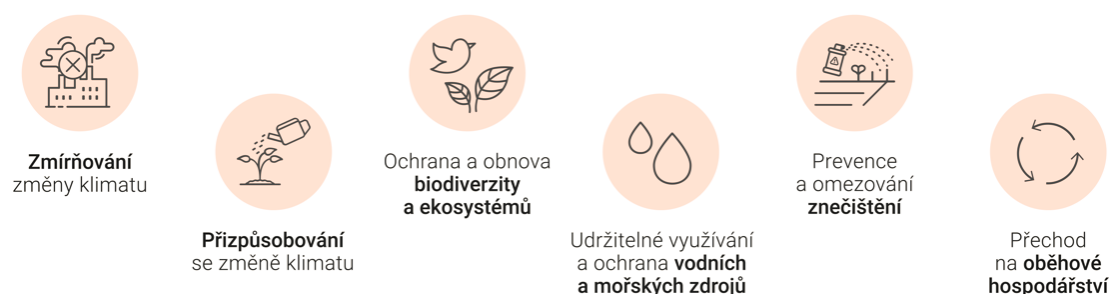 Zmírňování
změny klimatu
Přizpůsobování
se změně klimatu
Ochrana a obnova
biodiverzity
a ekosystémů
Udržitelné využívání
a ochrana vodních
a mořských zdrojů
Prevence
a omezování
znečištění
Přechod
na oběhové
hospodářství